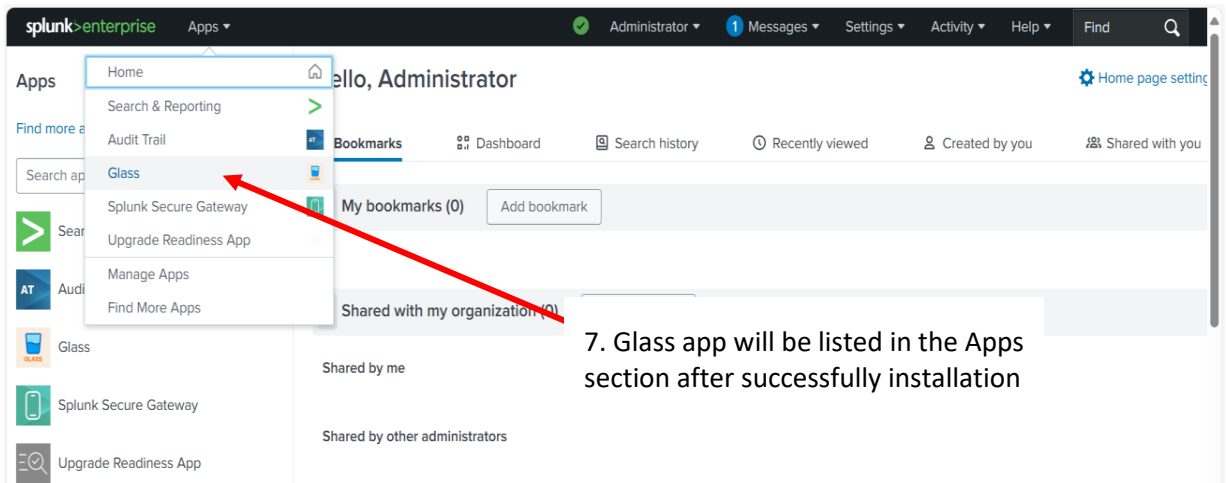 splunk>enterprise Apps ▾ Administrator ▾ 1 Messages ▾ Settings ▾ Activity ▾ Help ▾ Find
Apps
Find more
Search ap
Sear
AT Audi
GLASS Glass
Splunk Secure Gateway
Upgrade Readiness App
Home
Search & Reporting
Audit Trail AT
Glass
Splunk Secure Gateway
Upgrade Readiness App
Manage Apps
Find More Apps
ello, Administrator
Home page setting
Bookmarks Dashboard Search history Recently viewed Created by you Shared with you
My bookmarks (0) Add bookmark
Shared with my organization (0)
Shared by me
Shared by other administrators
7. Glass app will be listed in the Apps
section after successfully installation